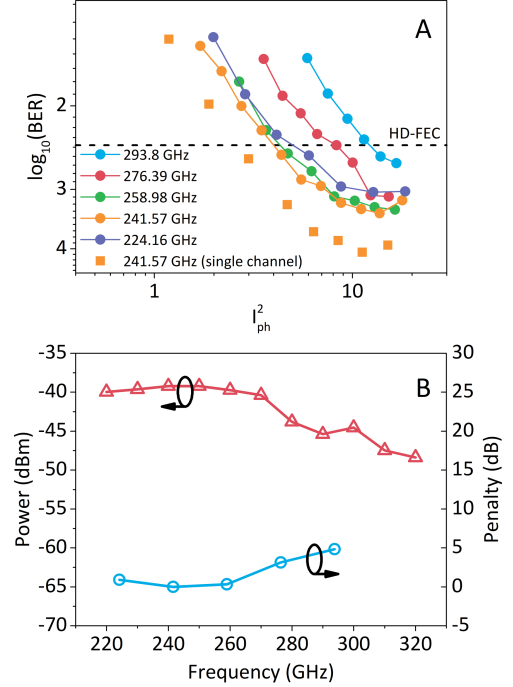 A
log10(BER)
2
3
4
HD-FEC
293.8 GHz
276.39 GHz
258.98 GHz
241.57 GHz
224.16 GHz
241.57 GHz (single channel)
1
10
I²ph
B
Power (dBm)
-35
-40
-45
-50
-55
-60
-65
-70
30
25
20
15
10
5
0
-5
Penalty (dB)
220
240
260
280
300
320
Frequency (GHz)